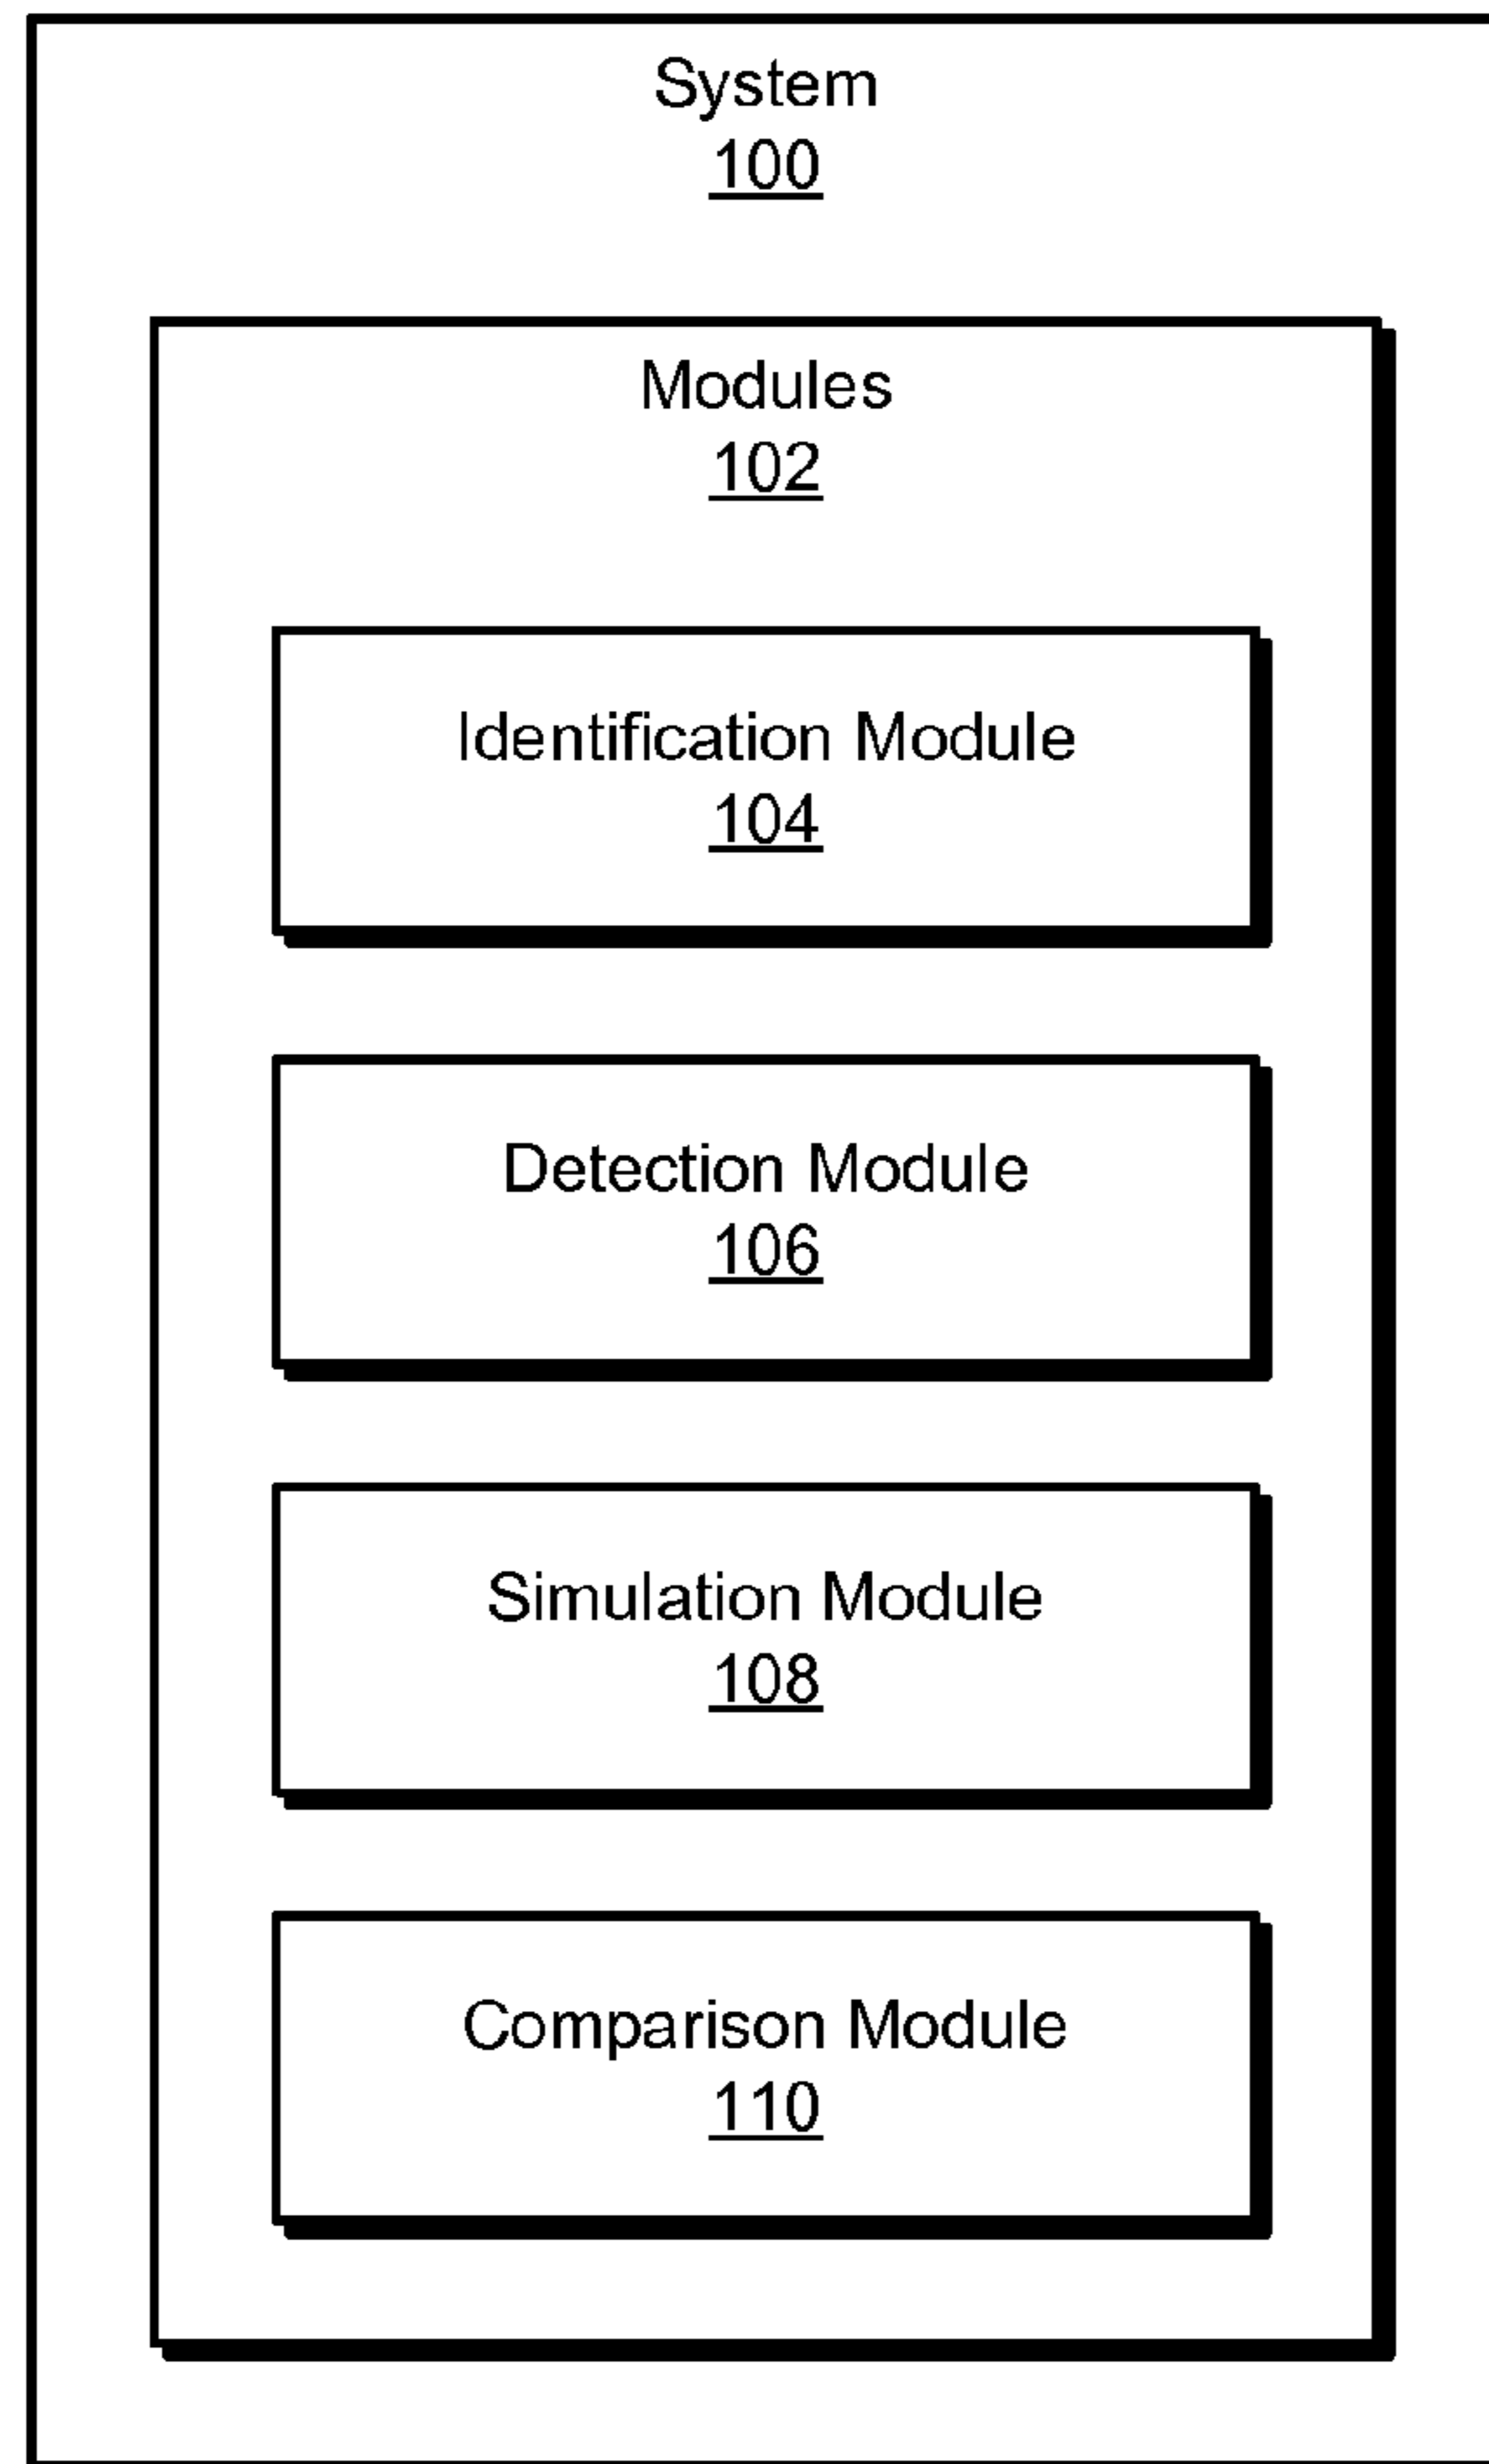 System
100
Modules
102
Identification Module
104
Detection Module
106
Simulation Module
108
Comparison Module
110